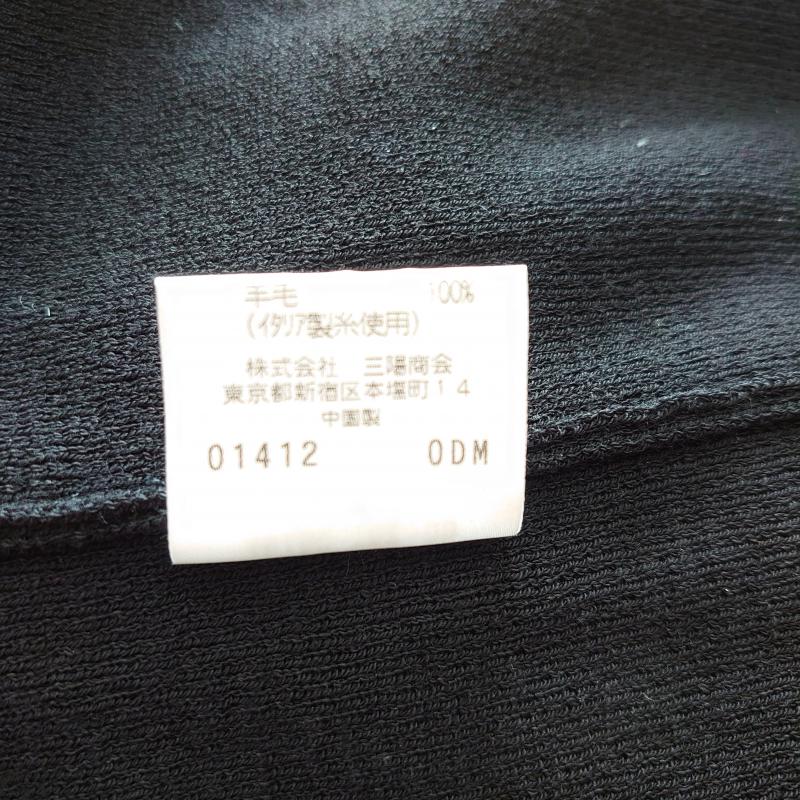 羊毛 100%
(イタリア製糸使用)
株式会社 三陽商会
東京都新宿区本塩町14
中国製
01412 0DM